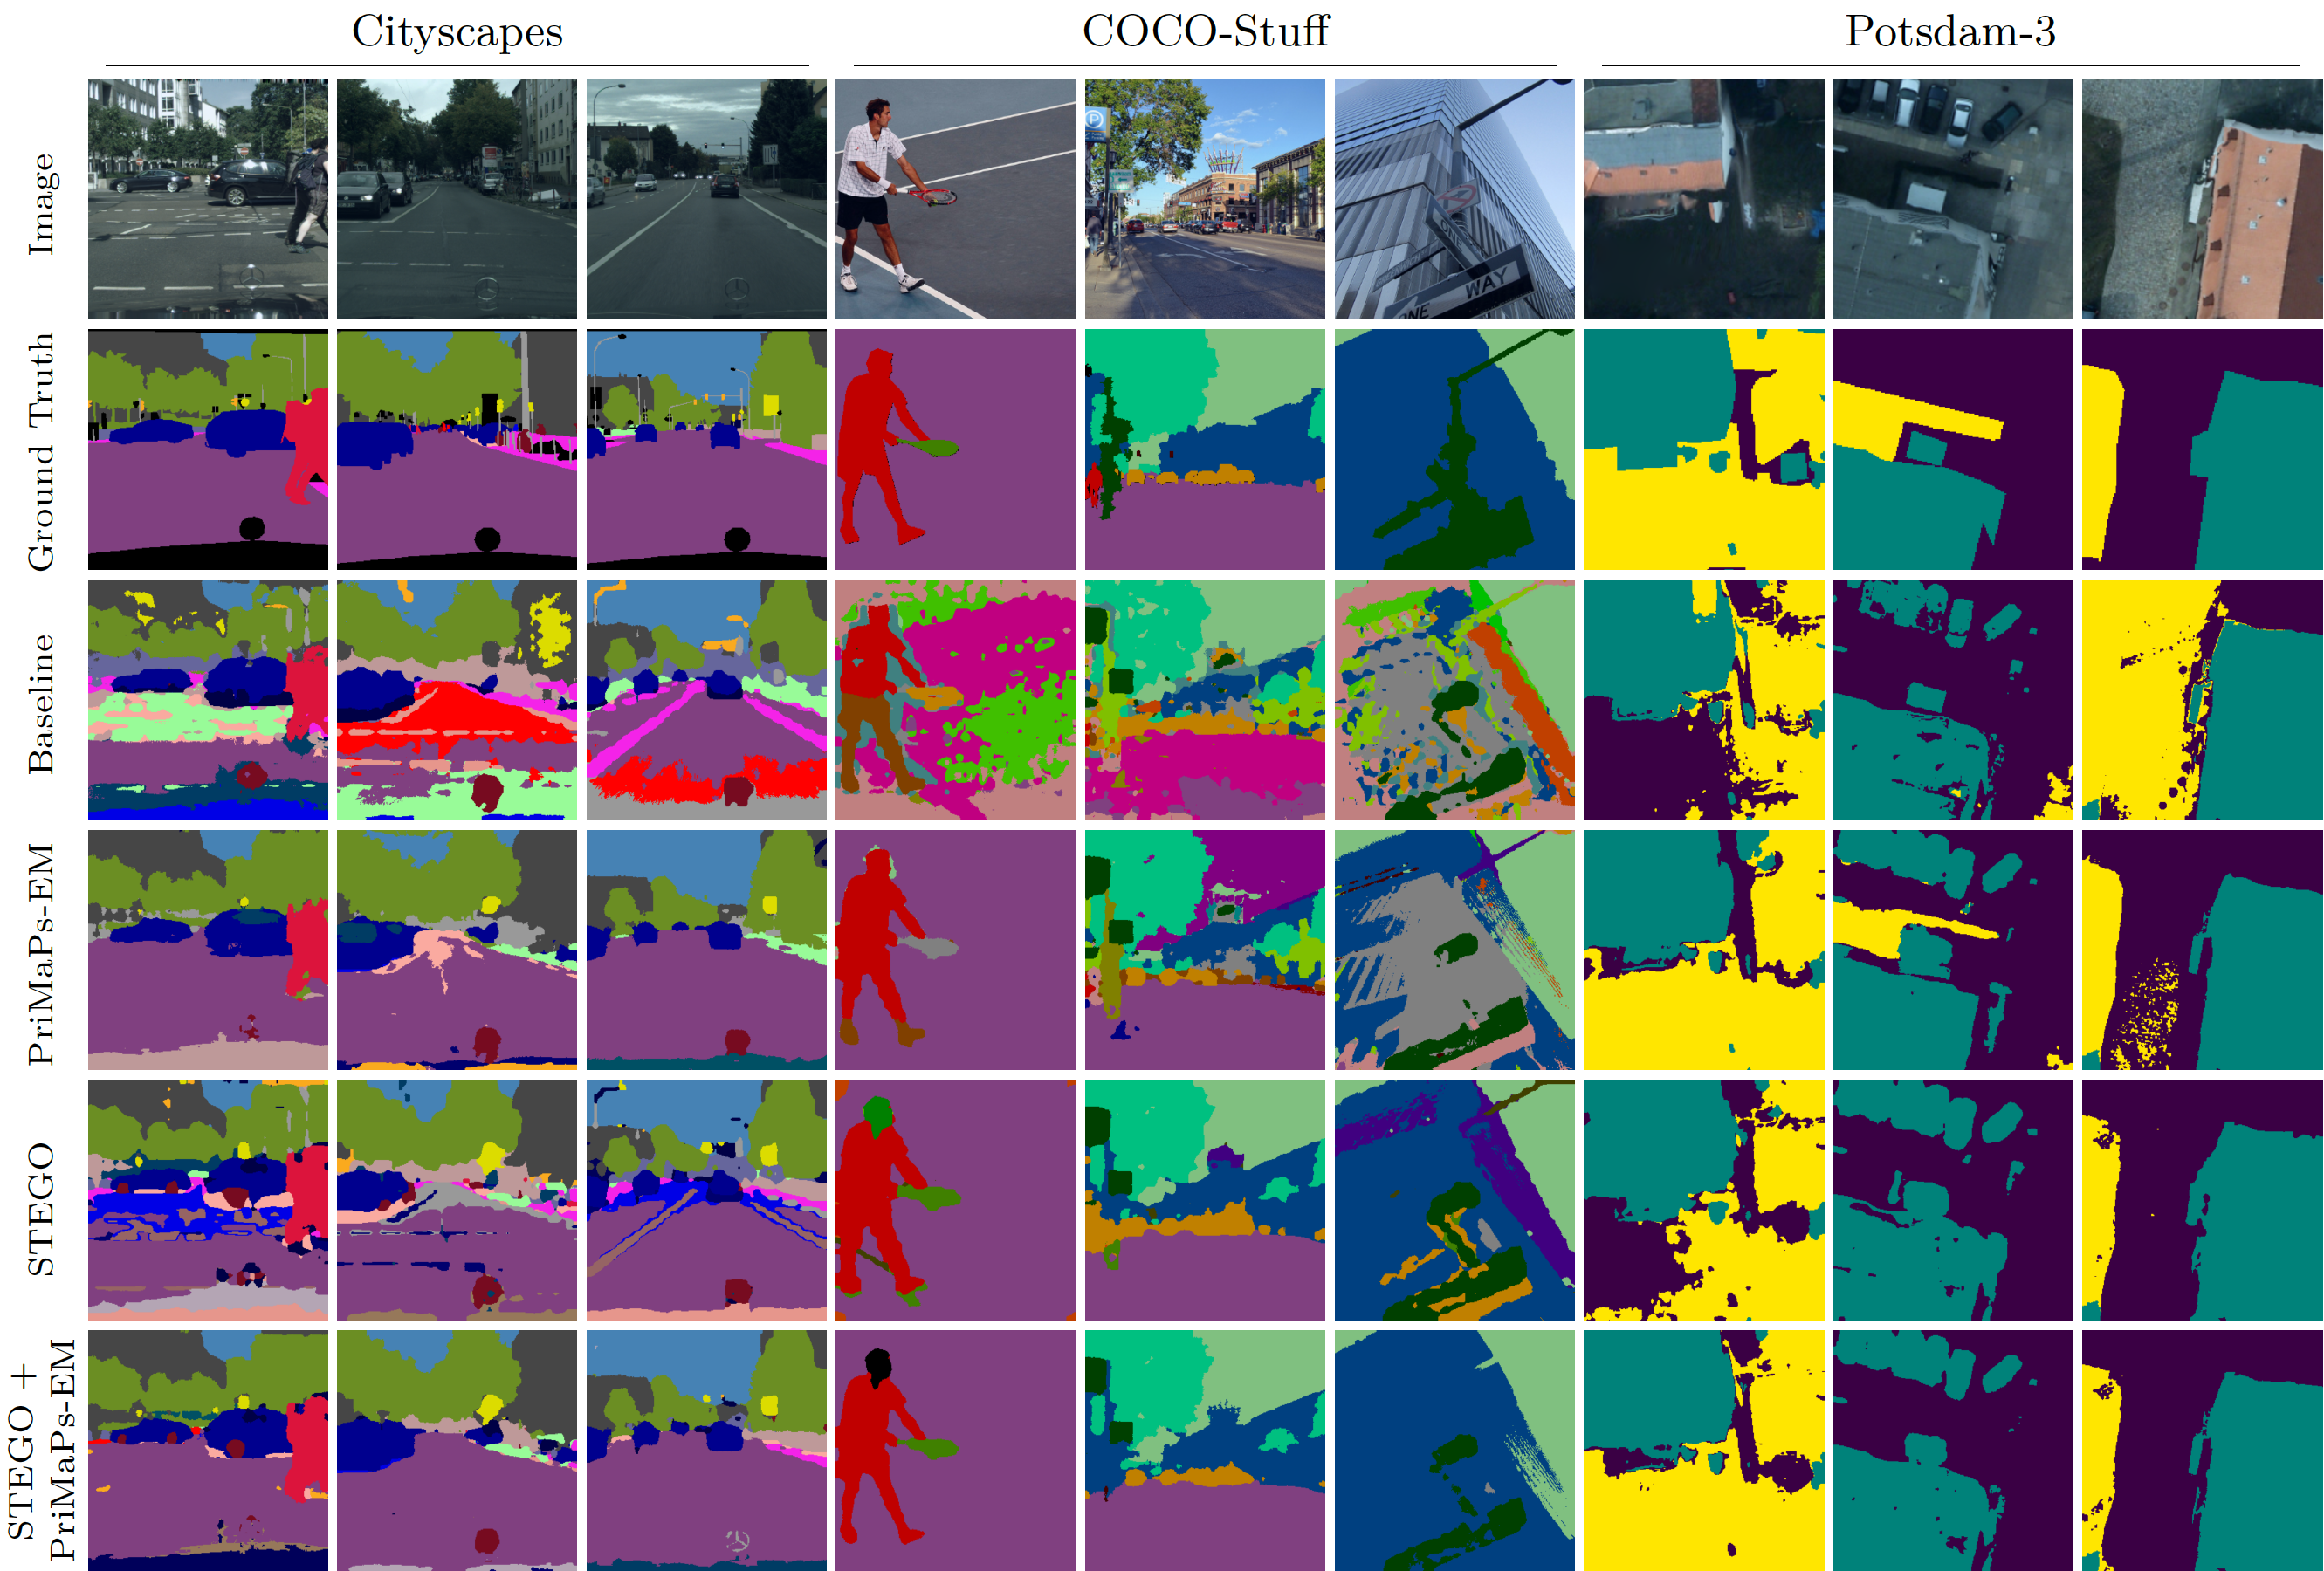 Cityscapes
COCO-Stuff
Potsdam-3
Image
Ground Truth
Baseline
PriMaPs-EM
STEGO
STEGO +
PriMaPs-EM
P
WAY
ONE